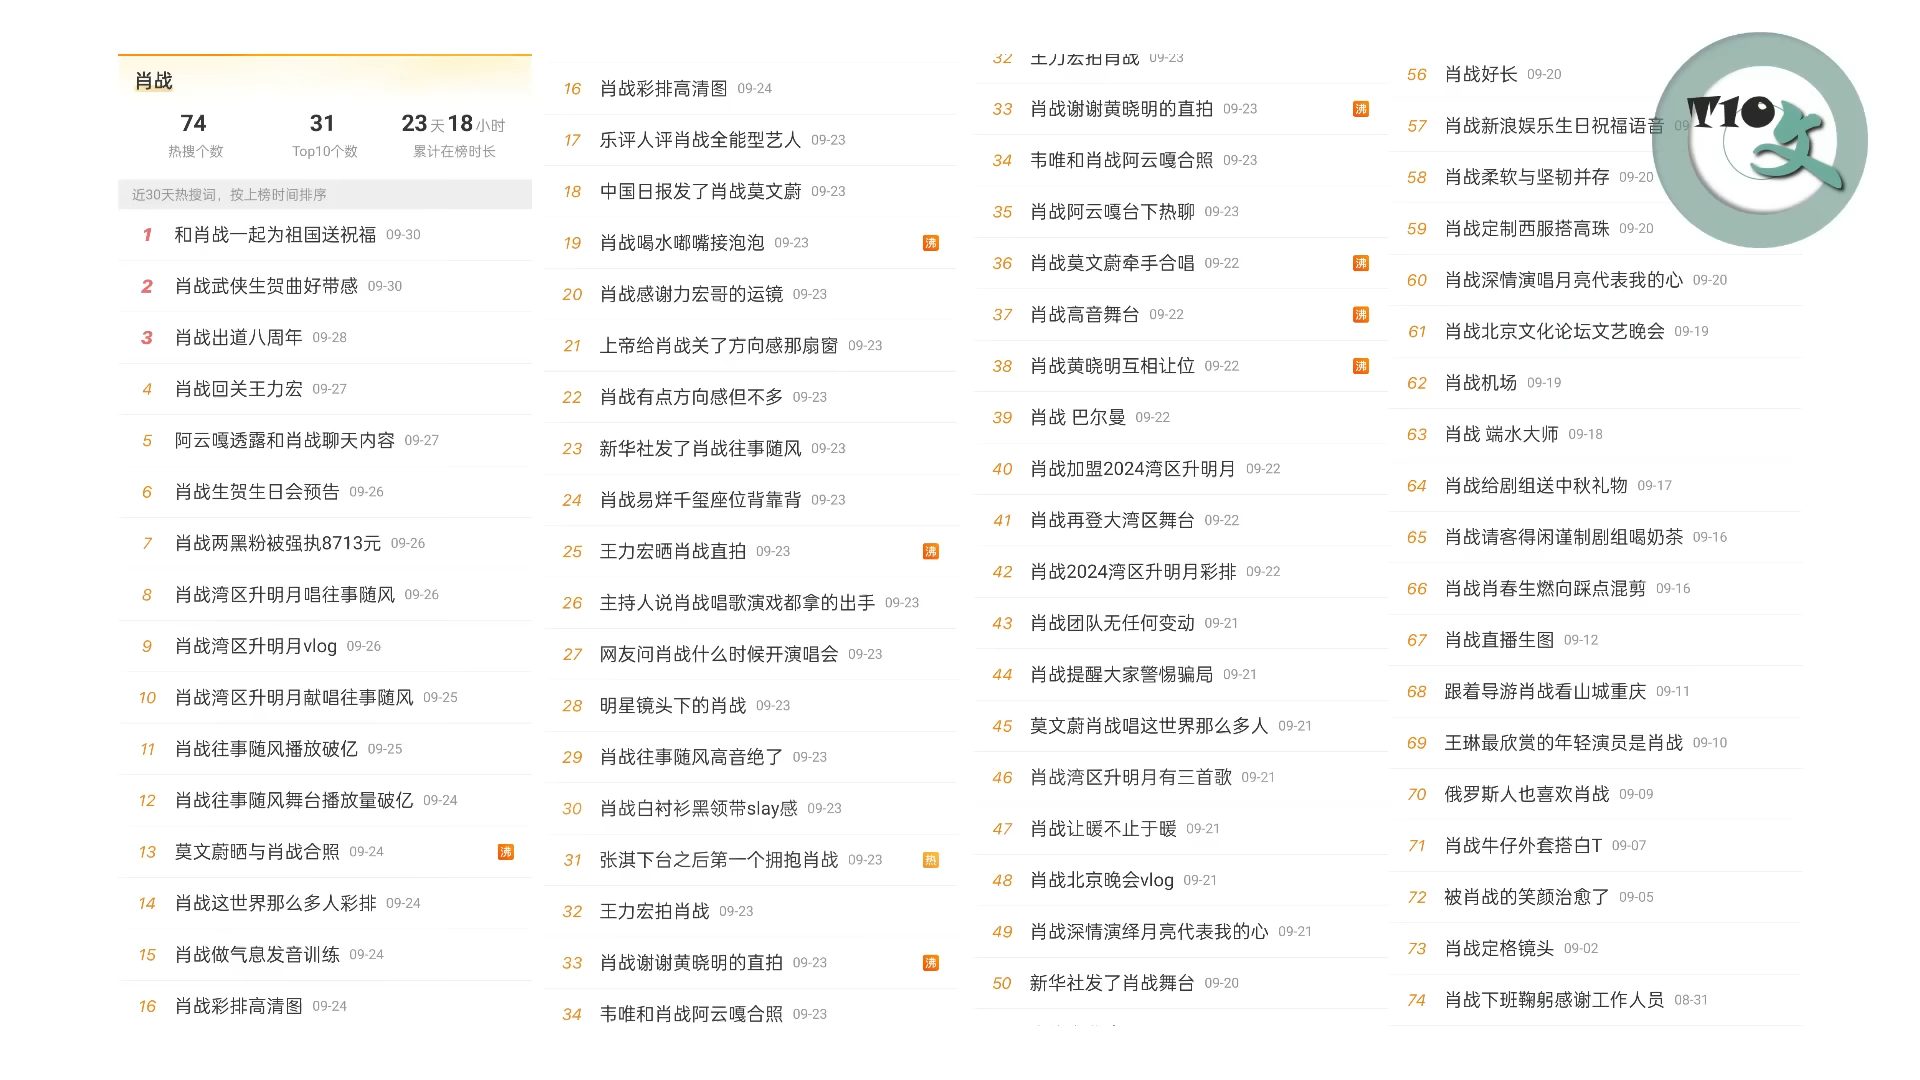 肖战
74 31 23天18小时
热搜个数 Top10个数 累计在榜时长
近30天热搜词，按上榜时间排序
1 和肖战一起为祖国送祝福 09-30
2 肖战武侠生贺曲好带感 09-30
3 肖战出道八周年 09-28
4 肖战回关王力宏 09-27
5 阿云嘎透露和肖战聊天内容 09-27
6 肖战生贺生日会预告 09-26
7 肖战两黑粉被强执8713元 09-26
8 肖战湾区升明月唱往事随风 09-26
9 肖战湾区升明月vlog 09-26
10 肖战湾区升明月献唱往事随风 09-25
11 肖战往事随风播放破亿 09-25
12 肖战往事随风舞台播放量破亿 09-24
13 莫文蔚晒与肖战合照 09-24 沸
14 肖战这世界那么多人彩排 09-24
15 肖战做气息发音训练 09-24
16 肖战彩排高清图 09-24
16 肖战彩排高清图 09-24
17 乐评人评肖战全能型艺人 09-23
18 中国日报发了肖战莫文蔚 09-23
19 肖战喝水嘟嘴接泡泡 09-23 沸
20 肖战感谢力宏哥的运镜 09-23
21 上帝给肖战关了方向感那扇窗 09-23
22 肖战有点方向感但不多 09-23
23 新华社发了肖战往事随风 09-23
24 肖战易烊千玺座位背靠背 09-23
25 王力宏晒肖战直拍 09-23 沸
26 主持人说肖战唱歌演戏都拿的出手 09-23
27 网友问肖战什么时候开演唱会 09-23
28 明星镜头下的肖战 09-23
29 肖战往事随风高音绝了 09-23
30 肖战白衬衫黑领带slay感 09-23
31 张淇下台之后第一个拥抱肖战 09-23 热
32 王力宏拍肖战 09-23
33 肖战谢谢黄晓明的直拍 09-23 沸
34 韦唯和肖战阿云嘎合照 09-23
32 王力宏拍肖战 09-23
33 肖战谢谢黄晓明的直拍 09-23 沸
34 韦唯和肖战阿云嘎合照 09-23
35 肖战阿云嘎台下热聊 09-23
36 肖战莫文蔚牵手合唱 09-22 沸
37 肖战高音舞台 09-22 沸
38 肖战黄晓明互相让位 09-22 沸
39 肖战 巴尔曼 09-22
40 肖战加盟2024湾区升明月 09-22
41 肖战再登大湾区舞台 09-22
42 肖战2024湾区升明月彩排 09-22
43 肖战团队无任何变动 09-21
44 肖战提醒大家警惕骗局 09-21
45 莫文蔚肖战唱这世界那么多人 09-21
46 肖战湾区升明月有三首歌 09-21
47 肖战让暖不止于暖 09-21
48 肖战北京晚会vlog 09-21
49 肖战深情演绎月亮代表我的心 09-21
50 新华社发了肖战舞台 09-20
56 肖战好长 09-20
57 肖战新浪娱乐生日祝福语音 09
58 肖战柔软与坚韧并存 09-20
59 肖战定制西服搭高珠 09-20
60 肖战深情演唱月亮代表我的心 09-20
61 肖战北京文化论坛文艺晚会 09-19
62 肖战机场 09-19
63 肖战 端水大师 09-18
64 肖战给剧组送中秋礼物 09-17
65 肖战请客得闲谨制剧组喝奶茶 09-16
66 肖战肖春生燃向踩点混剪 09-16
67 肖战直播生图 09-12
68 跟着导游肖战看山城重庆 09-11
69 王琳最欣赏的年轻演员是肖战 09-10
70 俄罗斯人也喜欢肖战 09-09
71 肖战牛仔外套搭白T 09-07
72 被肖战的笑颜治愈了 09-05
73 肖战定格镜头 09-02
74 肖战下班鞠躬感谢工作人员 08-31
T10文